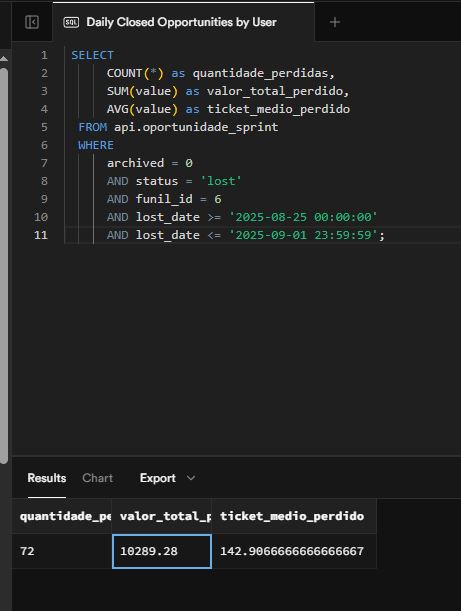 SQL Daily Closed Opportunities by User +
1 SELECT
2 COUNT(*) as quantidade_perdidas,
3 SUM(value) as valor_total_perdido,
4 AVG(value) as ticket_medio_perdido
5 FROM api.oportunidade_sprint
6 WHERE
7 archived = 0
8 AND status = 'lost'
9 AND funil_id = 6
10 AND lost_date >= '2025-08-25 00:00:00'
11 AND lost_date <= '2025-09-01 23:59:59';
Results Chart Export
quantidade_pe valor_total_p ticket_medio_perdido
72 10289.28 142.9066666666666667